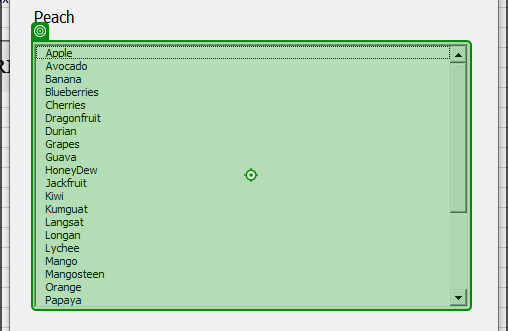 Peach
Apple
Avocado
Banana
Blueberries
Cherries
Dragonfruit
Durian
Grapes
Guava
HoneyDew
Jackfruit
Kiwi
Kumguat
Langsat
Longan
Lychee
Mango
Mangosteen
Orange
Papaya